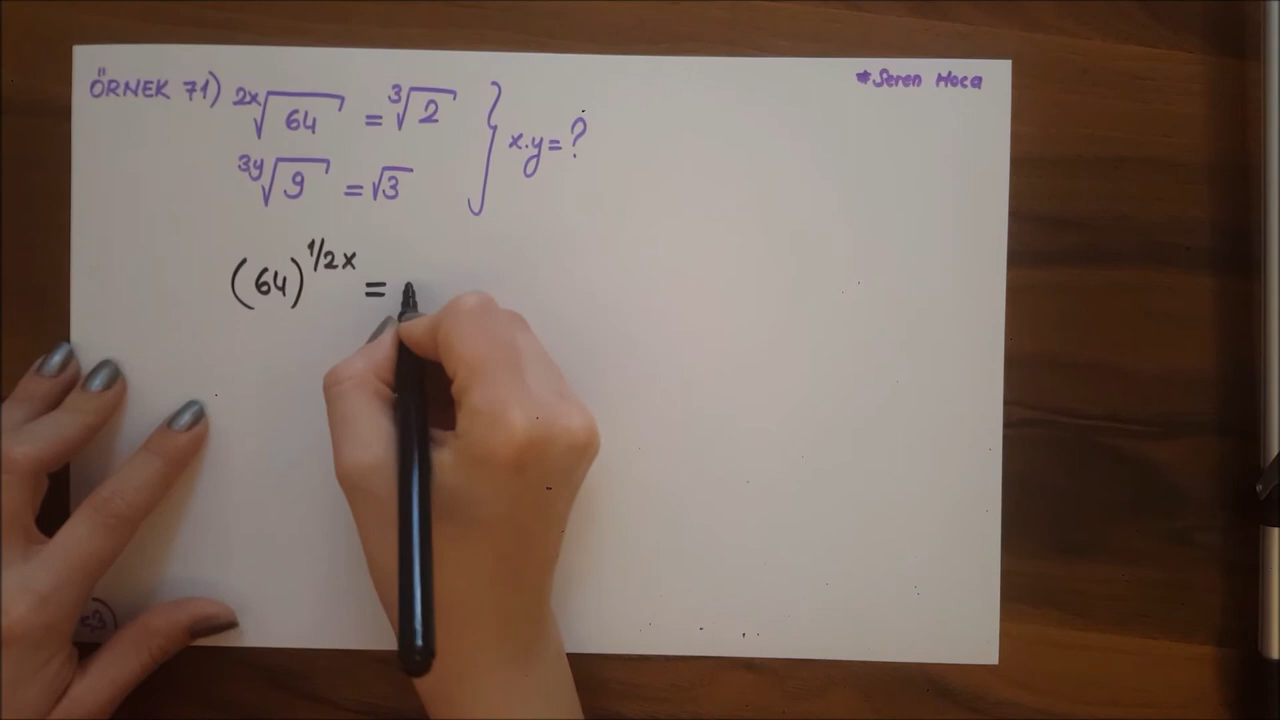 ÖRNEK 71) ²ˣ√64 = ³√2 } x.y=?
*Seren Hoca
³ʸ√9 = √3
(64)^1/2x =